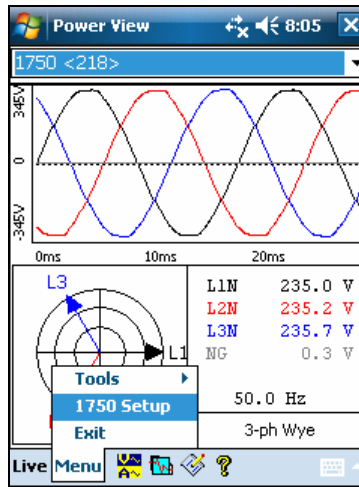 Power View 8:05
1750 <218>
345V
0
-345V
0ms 10ms 20ms
L3
L1
L1N 235.0 V
L2N 235.2 V
L3N 235.7 V
NG 0.3 V
50.0 Hz
3-ph Wye
Tools
1750 Setup
Exit
Live Menu